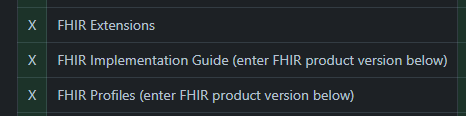 X FHIR Extensions
X FHIR Implementation Guide (enter FHIR product version below)
X FHIR Profiles (enter FHIR product version below)